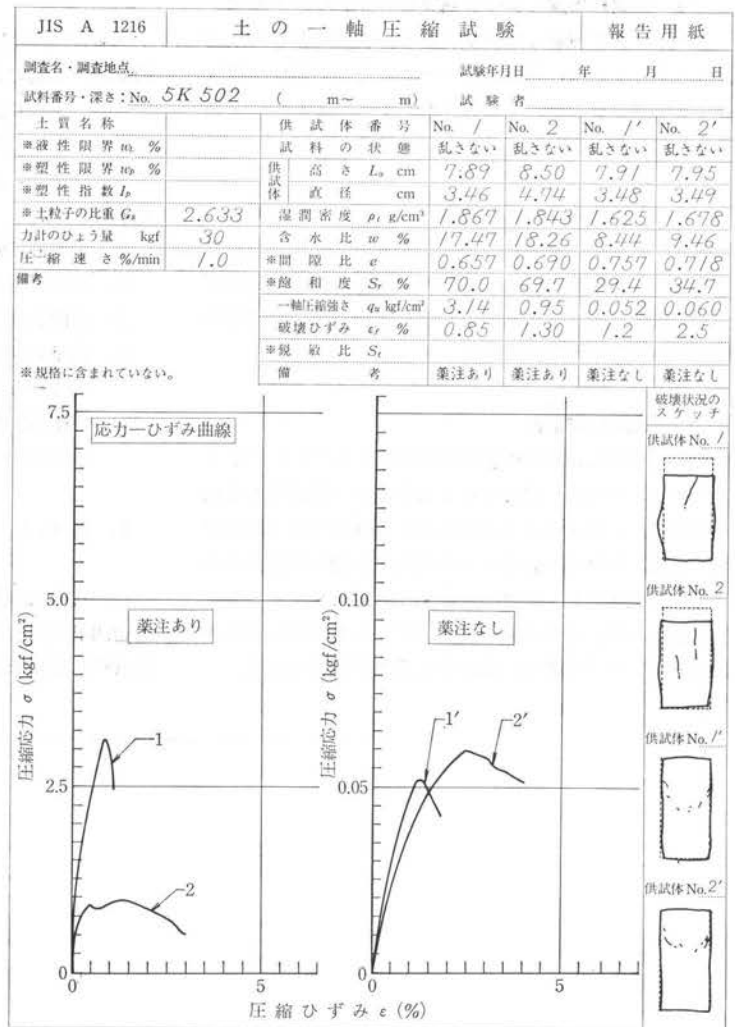 JIS A 1216 土の一軸圧縮試験 報告用紙
調査名・調査地点 試験年月日 年 月 日
試料番号・深さ：No. 5K 502 ( m〜 m) 試験者
土質名称 供試体番号 No. 1 No. 2 No. 1' No. 2'
※液性限界 wL % 試料の状態 乱さない 乱さない 乱さない 乱さない
※塑性限界 wp % 供試体 高さ Lo cm 7.89 8.50 7.91 7.95
※塑性指数 Ip 直径 cm 3.46 4.74 3.48 3.49
※土粒子の比重 Gs 2.633 湿潤密度 ρt g/cm³ 1.867 1.843 1.625 1.678
力計のひょう量 kgf 30 含水比 w % 17.47 18.26 8.44 9.46
圧縮速さ %/min 1.0 ※間隙比 e 0.657 0.690 0.757 0.718
備考 ※飽和度 Sr % 70.0 69.7 29.4 34.7
一軸圧縮強さ qu kgf/cm² 3.14 0.95 0.052 0.060
破壊ひずみ εf % 0.85 1.30 1.2 2.5
※鋭敏比 St
※規格に含まれていない。 備考 薬注あり 薬注あり 薬注なし 薬注なし
応力—ひずみ曲線
7.5
5.0
2.5
0
薬注あり
圧縮応力 σ (kgf/cm²)
1
2
0 5
0.10
0.05
0
薬注なし
圧縮応力 σ (kgf/cm²)
1'
2'
0 5
圧縮ひずみ ε (%)
破壊状況の
スケッチ
供試体 No. 1
供試体 No. 2
供試体 No. 1'
供試体 No. 2'